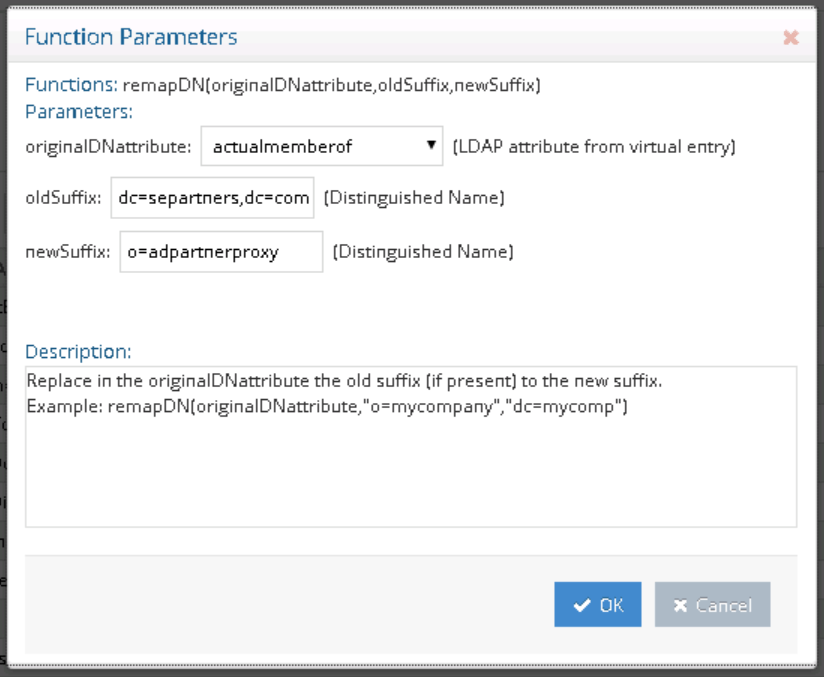 Function Parameters
Functions: remapDN(originalDNattribute,oldSuffix,newSuffix)
Parameters:
originalDNattribute: actualmemberof (LDAP attribute from virtual entry)
oldSuffix: dc=separtners,dc=com (Distinguished Name)
newSuffix: o=adpartnerproxy (Distinguished Name)
Description:
Replace in the originalDNattribute the old suffix (if present) to the new suffix.
Example: remapDN(originalDNattribute,"o=mycompany","dc=mycomp")
OK Cancel